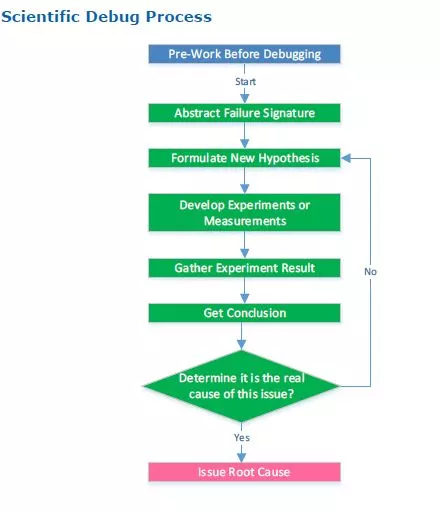 Scientific Debug Process
Pre-Work Before Debugging
Start
Abstract Failure Signature
Formulate New Hypothesis
Develop Experiments or
Measurements
Gather Experiment Result
No
Get Conclusion
Determine it is the real
cause of this issue?
Yes
Issue Root Cause